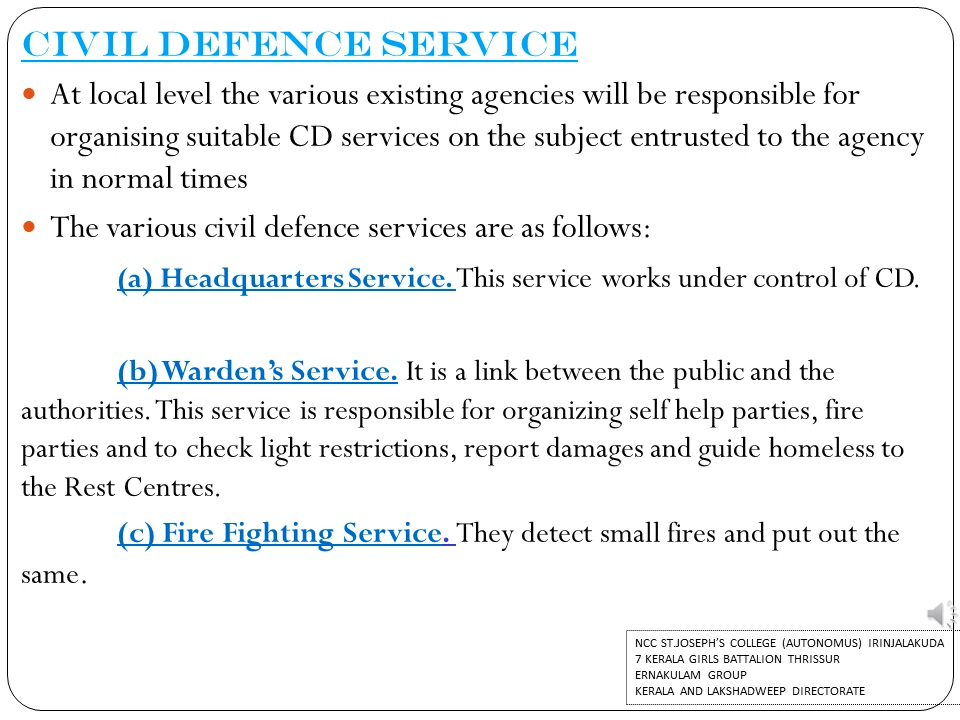 CIVIL DEFENCE SERVICE
• At local level the various existing agencies will be responsible for
organising suitable CD services on the subject entrusted to the agency
in normal times
• The various civil defence services are as follows:
(a) Headquarters Service. This service works under control of CD.
(b) Warden's Service. It is a link between the public and the
authorities. This service is responsible for organizing self help parties, fire
parties and to check light restrictions, report damages and guide homeless to
the Rest Centres.
(c) Fire Fighting Service. They detect small fires and put out the
same.
NCC ST.JOSEPH'S COLLEGE (AUTONOMUS) IRINJALAKUDA
7 KERALA GIRLS BATTALION THRISSUR
ERNAKULAM GROUP
KERALA AND LAKSHADWEEP DIRECTORATE